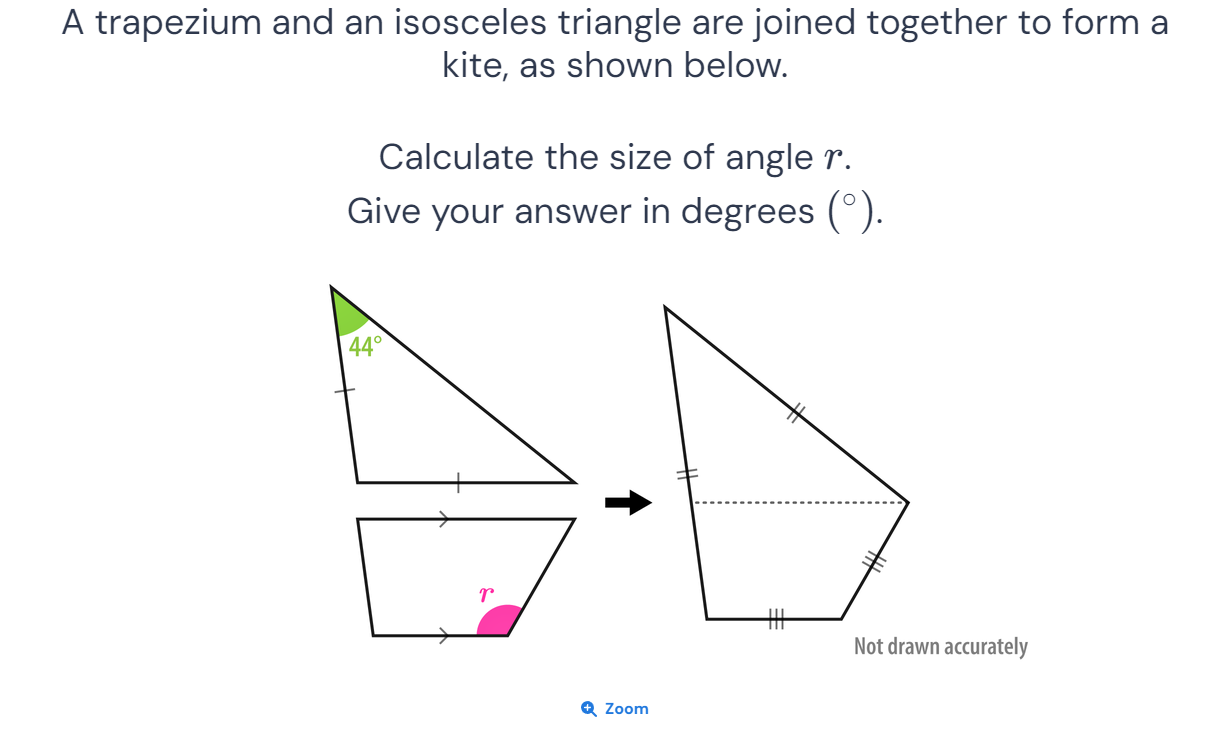 A trapezium and an isosceles triangle are joined together to form a
kite, as shown below.
Calculate the size of angle r.
Give your answer in degrees (°).
44°
r
Not drawn accurately
Zoom